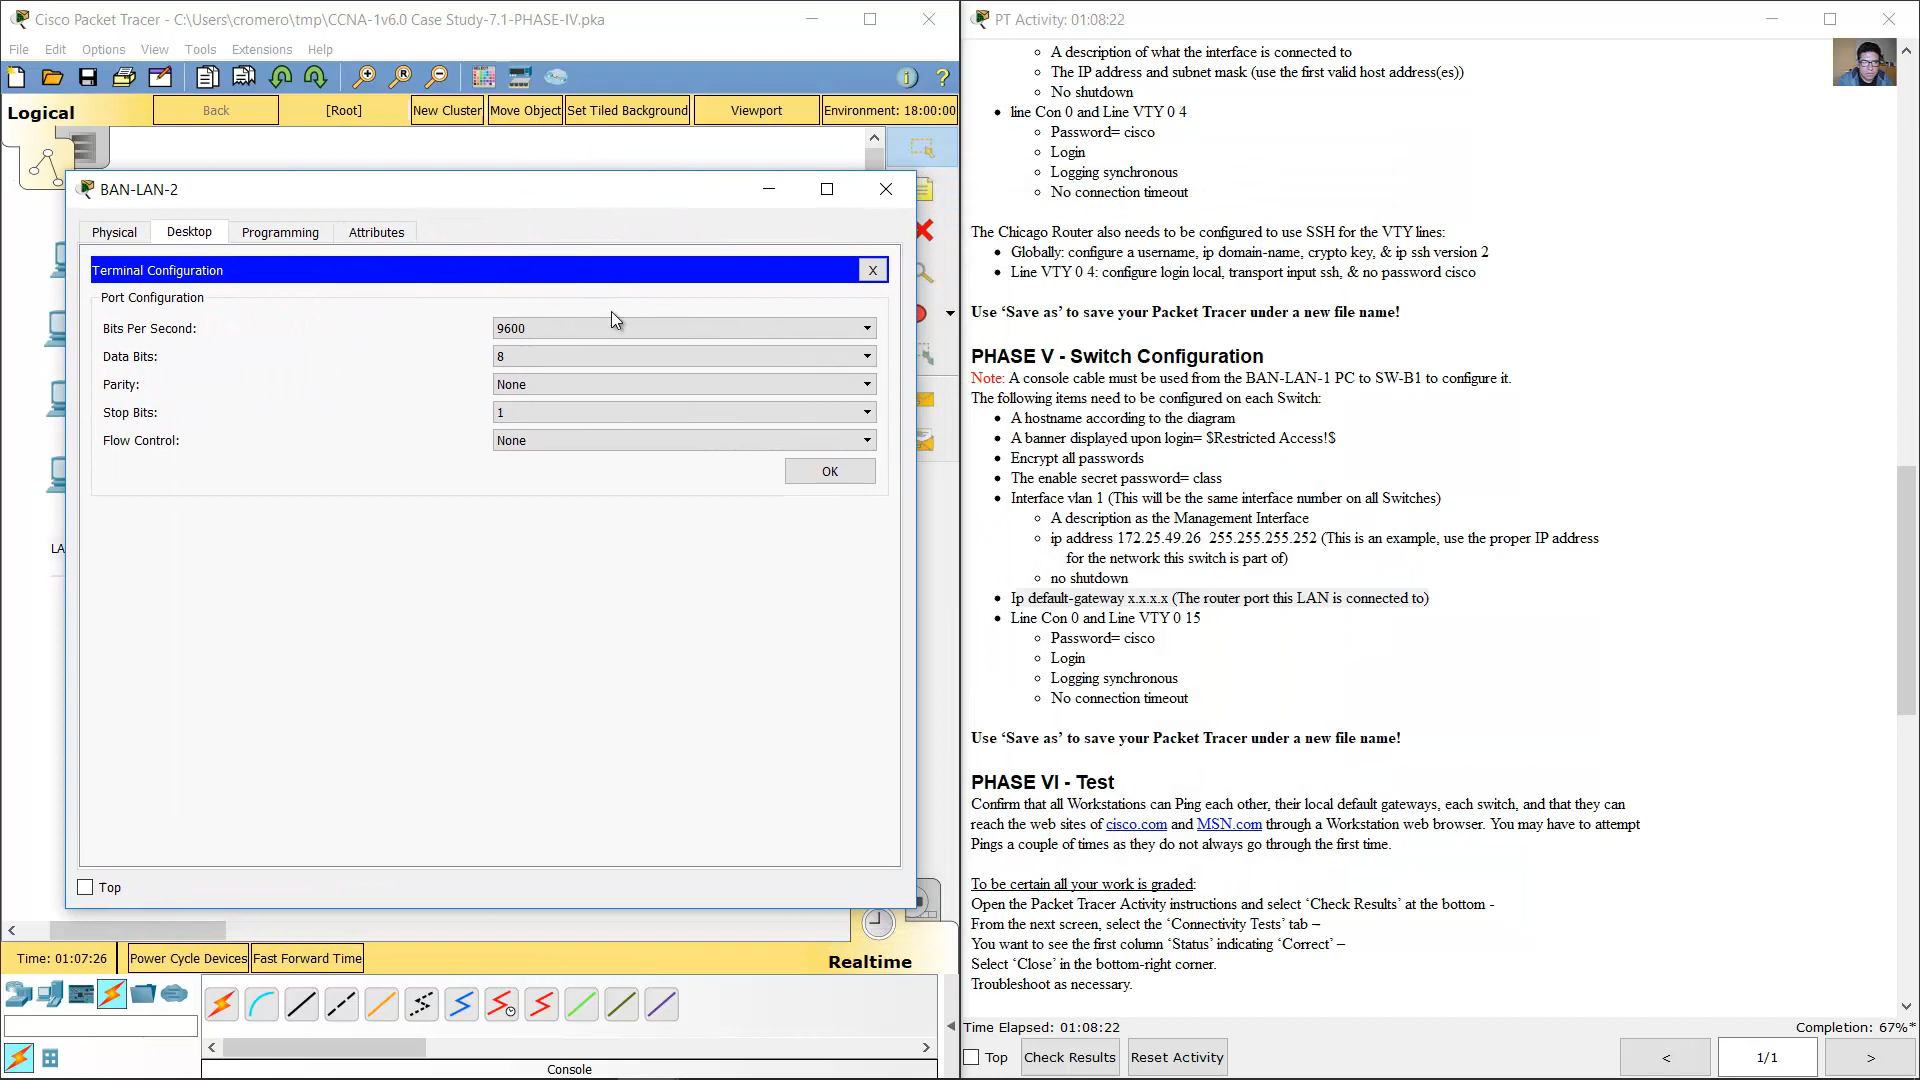 Cisco Packet Tracer - C:\Users\cromero\tmp\CCNA-1v6.0 Case Study-7.1-PHASE-IV.pka
File Edit Options View Tools Extensions Help
Logical
Back
[Root]
New Cluster
Move Object
Set Tiled Background
Viewport
Environment: 18:00:00
BAN-LAN-2
Physical
Desktop
Programming
Attributes
Terminal Configuration
X
Port Configuration
Bits Per Second:
9600
Data Bits:
8
Parity:
None
Stop Bits:
1
Flow Control:
None
OK
LA
Top
Time: 01:07:26
Power Cycle Devices
Fast Forward Time
Realtime
Console
PT Activity: 01:08:22
A description of what the interface is connected to
The IP address and subnet mask (use the first valid host address(es))
No shutdown
line Con 0 and Line VTY 0 4
Password= cisco
Login
Logging synchronous
No connection timeout
The Chicago Router also needs to be configured to use SSH for the VTY lines:
Globally: configure a username, ip domain-name, crypto key, & ip ssh version 2
Line VTY 0 4: configure login local, transport input ssh, & no password cisco
Use ‘Save as’ to save your Packet Tracer under a new file name!
PHASE V - Switch Configuration
Note: A console cable must be used from the BAN-LAN-1 PC to SW-B1 to configure it.
The following items need to be configured on each Switch:
A hostname according to the diagram
A banner displayed upon login= $Restricted Access!$
Encrypt all passwords
The enable secret password= class
Interface vlan 1 (This will be the same interface number on all Switches)
A description as the Management Interface
ip address 172.25.49.26 255.255.255.252 (This is an example, use the proper IP address
for the network this switch is part of)
no shutdown
Ip default-gateway x.x.x.x (The router port this LAN is connected to)
Line Con 0 and Line VTY 0 15
Password= cisco
Login
Logging synchronous
No connection timeout
Use ‘Save as’ to save your Packet Tracer under a new file name!
PHASE VI - Test
Confirm that all Workstations can Ping each other, their local default gateways, each switch, and that they can
reach the web sites of cisco.com and MSN.com through a Workstation web browser. You may have to attempt
Pings a couple of times as they do not always go through the first time.
To be certain all your work is graded:
Open the Packet Tracer Activity instructions and select ‘Check Results’ at the bottom -
From the next screen, select the ‘Connectivity Tests’ tab –
You want to see the first column ‘Status’ indicating ‘Correct’ –
Select ‘Close’ in the bottom-right corner.
Troubleshoot as necessary.
Time Elapsed: 01:08:22
Completion: 67%*
Top
Check Results
Reset Activity
<
1/1
>